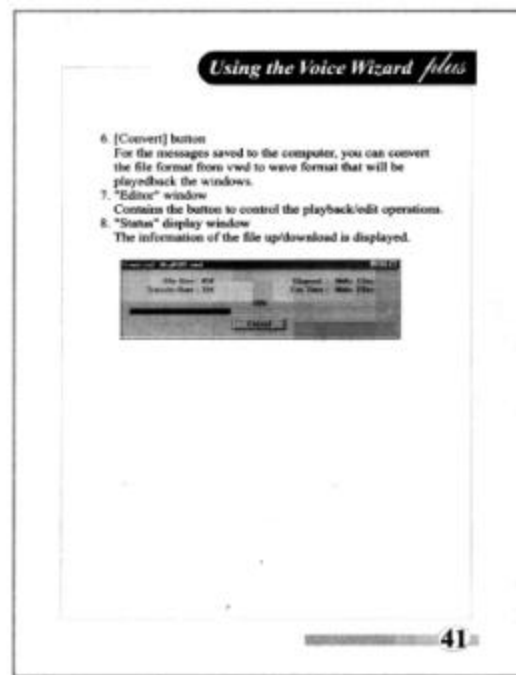 Using the Voice Wizard plus
6. [Convert] button
For the messages saved to the computer, you can convert
the file format from vwd to wave format that will be
playedback the windows.
7. "Editor" window
Contains the button to control the playback/edit operations.
8. "Status" display window
The information of the file up/download is displayed.
Cancel
41